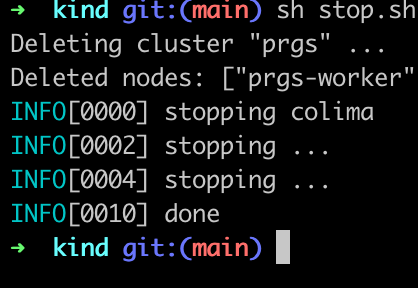 ➜ kind git:(main) sh stop.sh
Deleting cluster "prgs" ...
Deleted nodes: ["prgs-worker"
INFO[0000] stopping colima
INFO[0002] stopping ...
INFO[0004] stopping ...
INFO[0010] done
➜ kind git:(main)